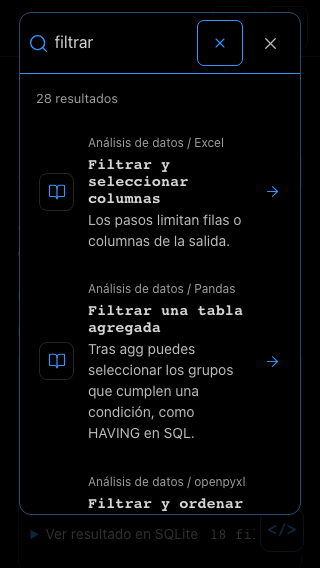 filtrar
28 resultados
Análisis de datos / Excel
Filtrar y
seleccionar
columnas
Los pasos limitan filas o
columnas de la salida.
Análisis de datos / Pandas
Filtrar una tabla
agregada
Tras agg puedes
seleccionar los grupos
que cumplen una
condición, como
HAVING en SQL.
Análisis de datos / openpyxl
Filtrar y ordenar
Ver resultado en SQLite 18 fi
</>